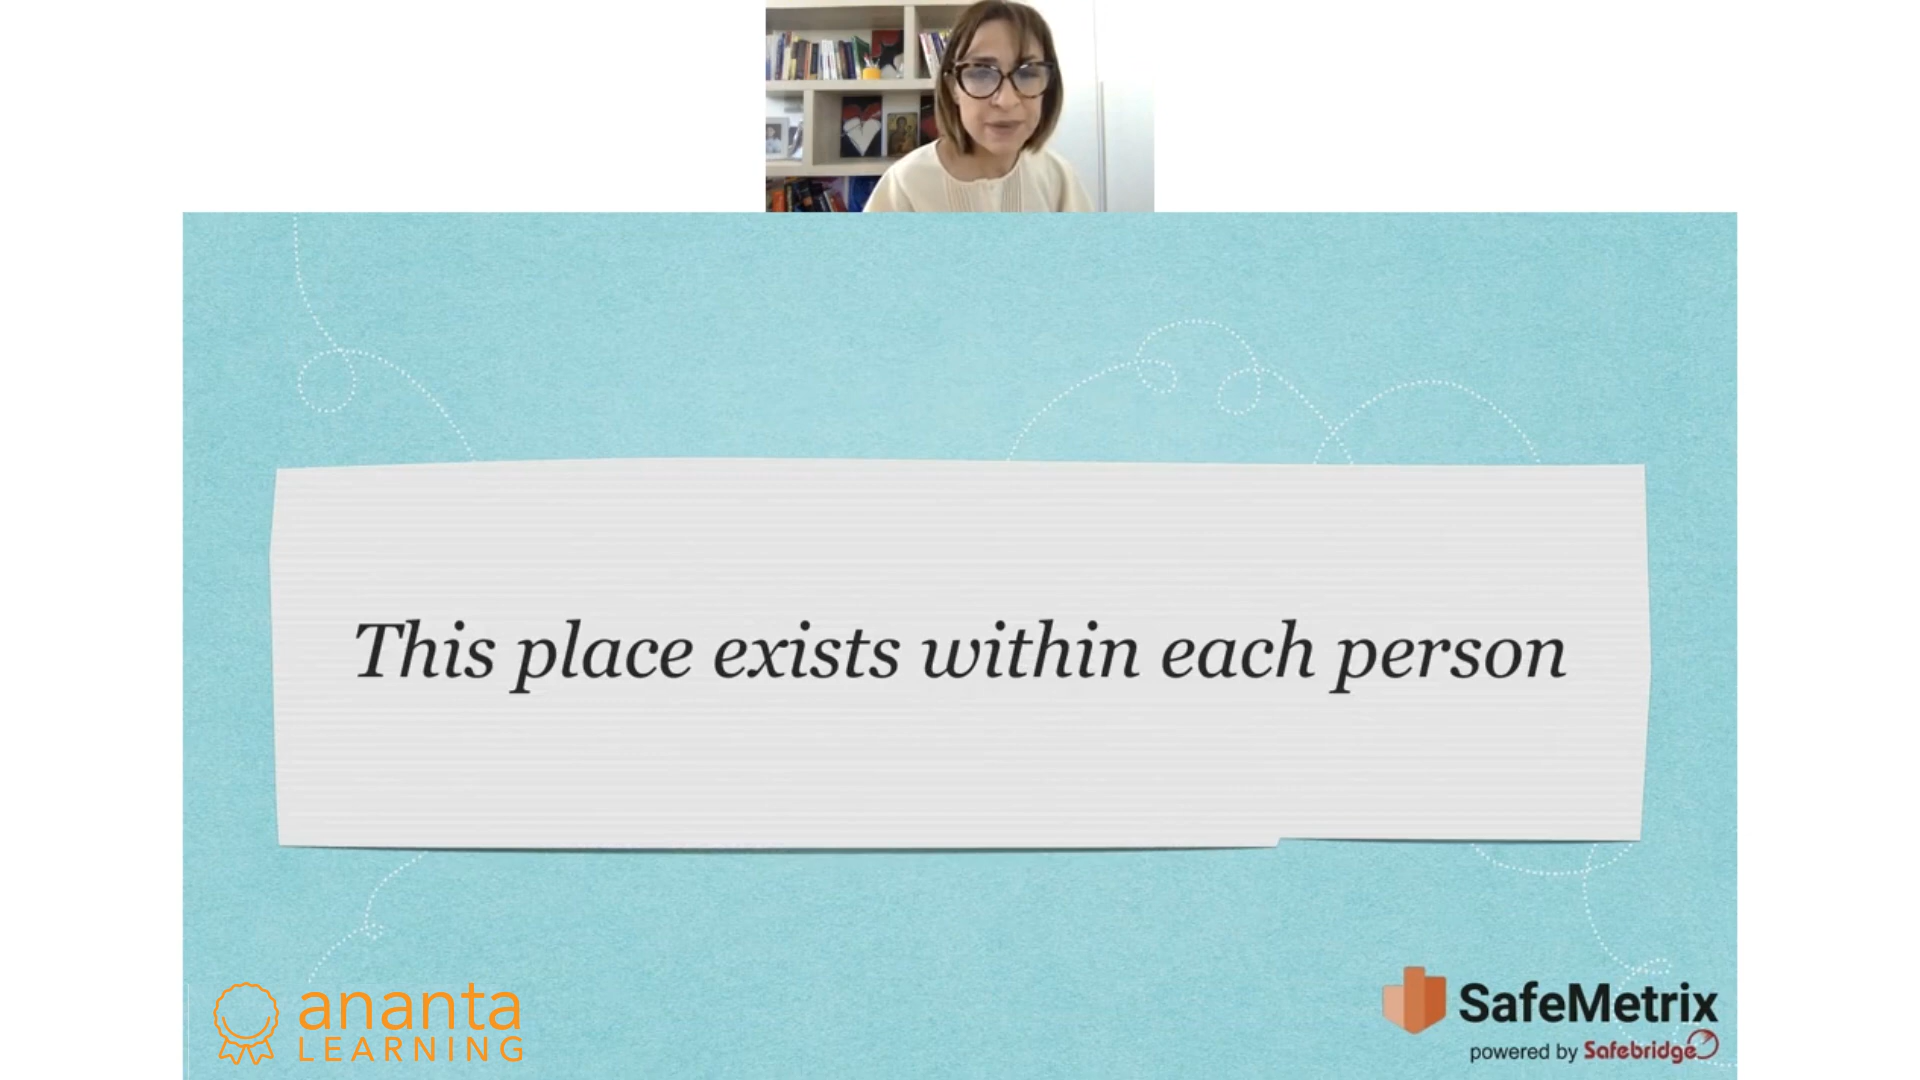 This place exists within each person
ananta
LEARNING
SafeMetrix
powered by Safebridge